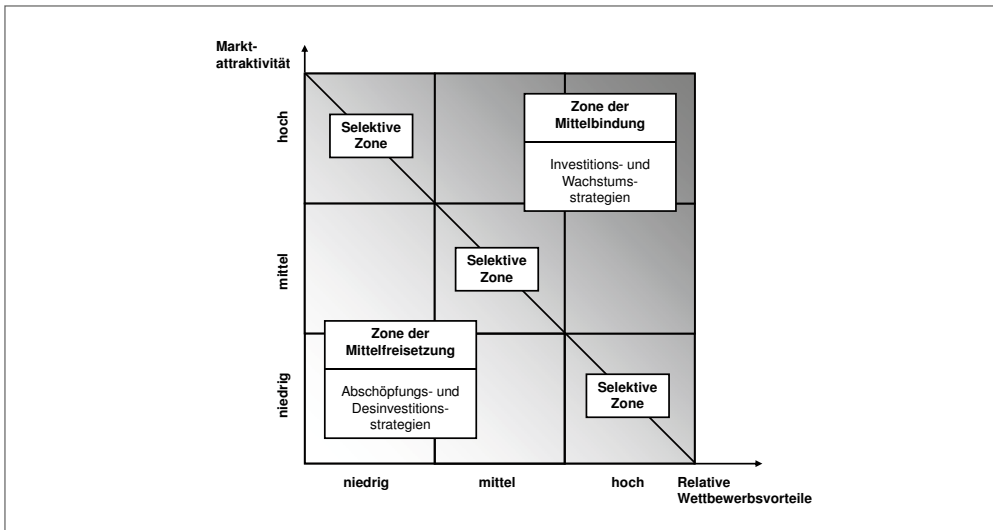 Markt-
attraktivität
hoch
mittel
niedrig
Selektive
Zone
Zone der
Mittelbindung
Investitions- und
Wachstums-
strategien
Selektive
Zone
Zone der
Mittelfreisetzung
Abschöpfungs- und
Desinvestitions-
strategien
Selektive
Zone
niedrig
mittel
hoch
Relative
Wettbewerbsvorteile